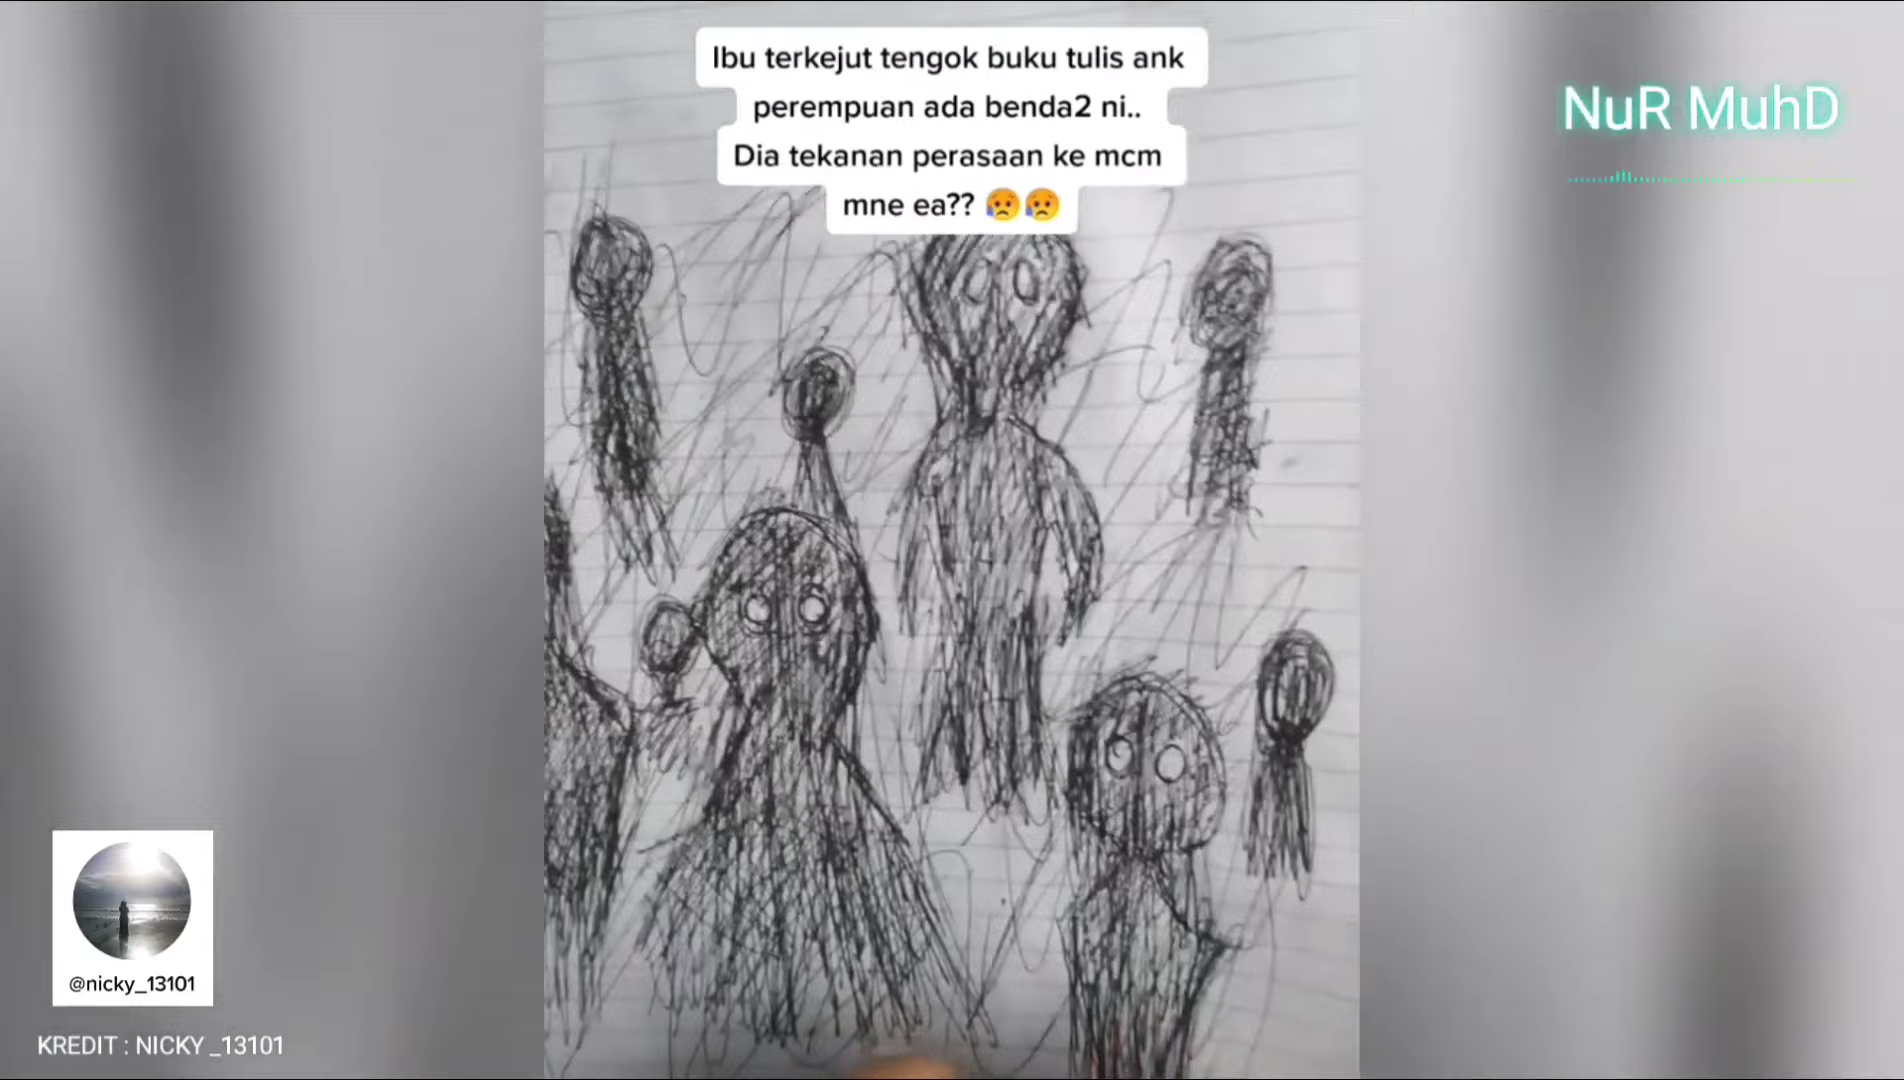 Ibu terkejut tengok buku tulis ank
perempuan ada benda2 ni..
Dia tekanan perasaan ke mcm
mne ea?? 😥😥
NuR MuhD
@nicky_13101
KREDIT : NICKY _13101